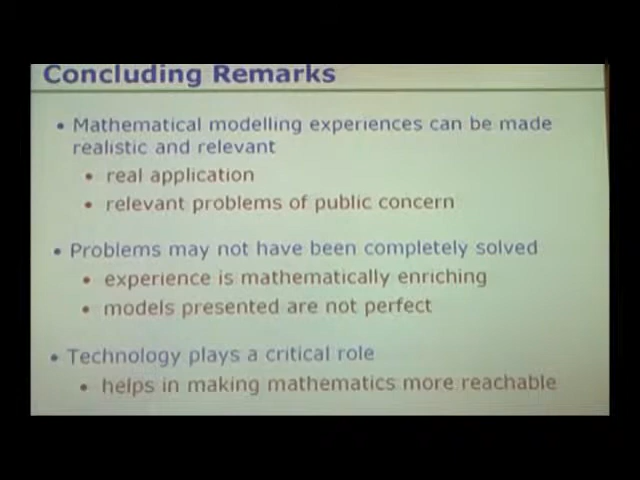 Concluding Remarks
• Mathematical modelling experiences can be made
realistic and relevant
• real application
• relevant problems of public concern
• Problems may not have been completely solved
• experience is mathematically enriching
• models presented are not perfect
• Technology plays a critical role
• helps in making mathematics more reachable